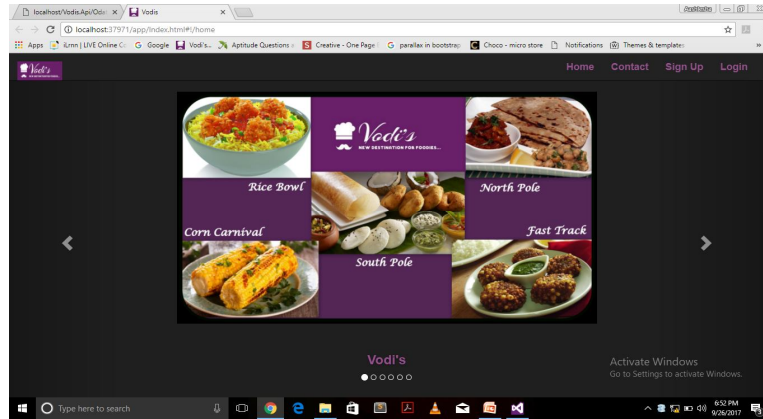 localhost/Vodis.Api/Oda
Vodis
localhost:37971/app/Index.html#!/home
Apps
iLrnn | LIVE Online Co
Google
Vodi's...
Aptitude Questions
Creative - One Page
parallax in bootstrap
Choco - micro store
Notifications
Themes & templates
Vodi's
Home
Contact
Sign Up
Login
Vodi's
NEW DESTINATION FOR FOODIES...
Rice Bowl
North Pole
Corn Carnival
Fast Track
South Pole
Vodi's
Activate Windows
Go to Settings to activate Windows.
Type here to search
6:52 PM
9/26/2017